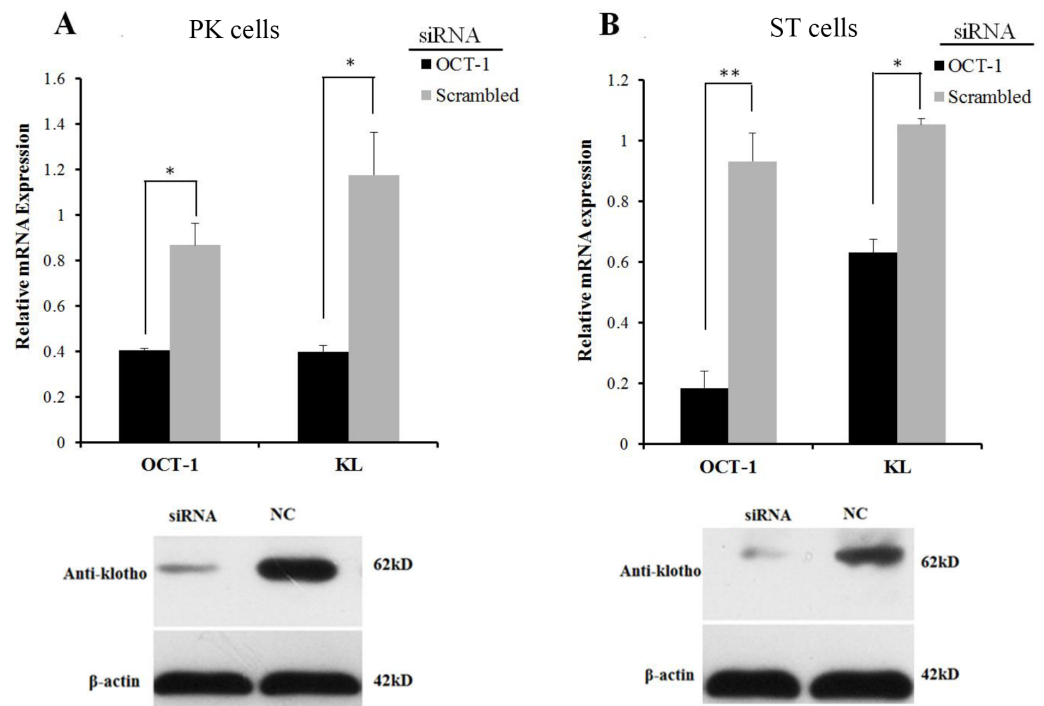 A
PK cells
siRNA
OCT-1
Scrambled
Relative mRNA Expression
1.6
1.4
1.2
1
0.8
0.6
0.4
0.2
0
*
*
OCT-1
KL
siRNA
NC
Anti-klotho
62kD
β-actin
42kD
B
ST cells
siRNA
OCT-1
Scrambled
Relative mRNA expression
1.2
1
0.8
0.6
0.4
0.2
0
**
*
OCT-1
KL
siRNA
NC
Anti-klotho
62kD
β-actin
42kD